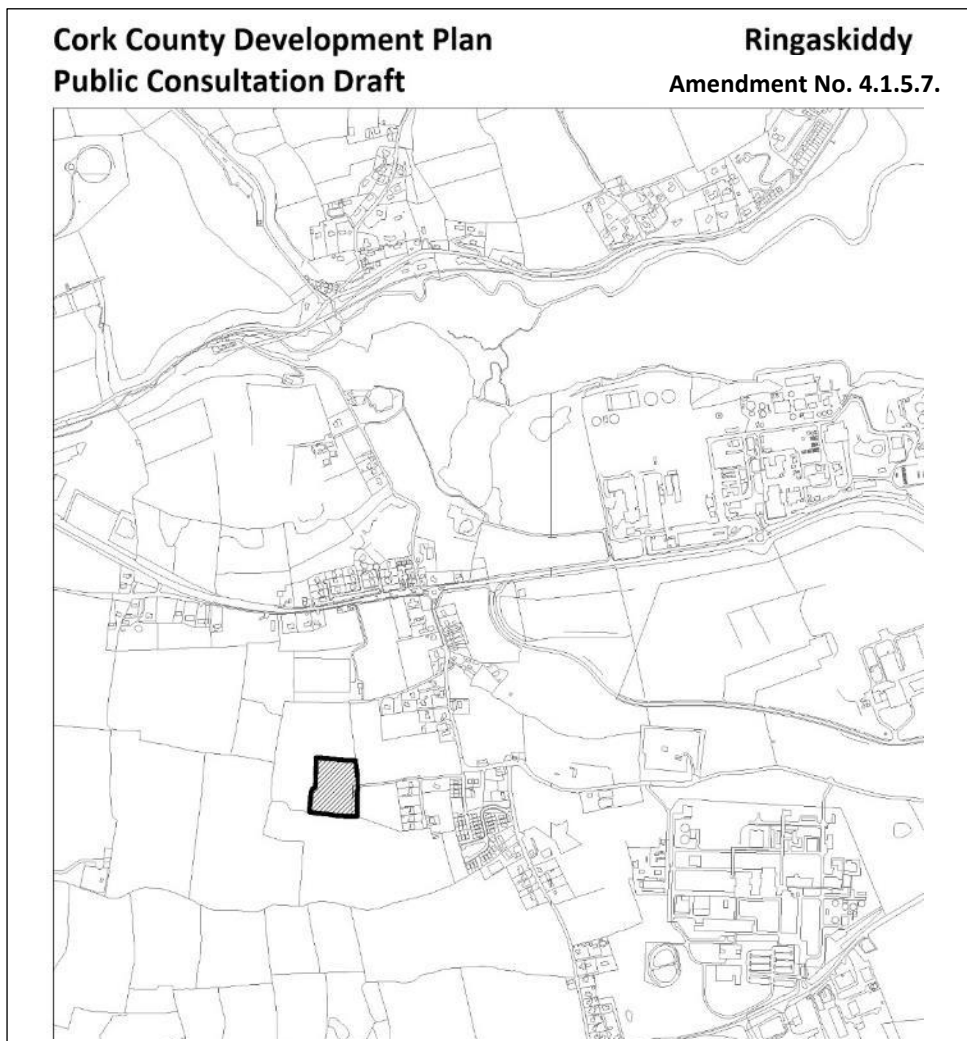 Cork County Development Plan
Public Consultation Draft
Ringaskiddy
Amendment No. 4.1.5.7.